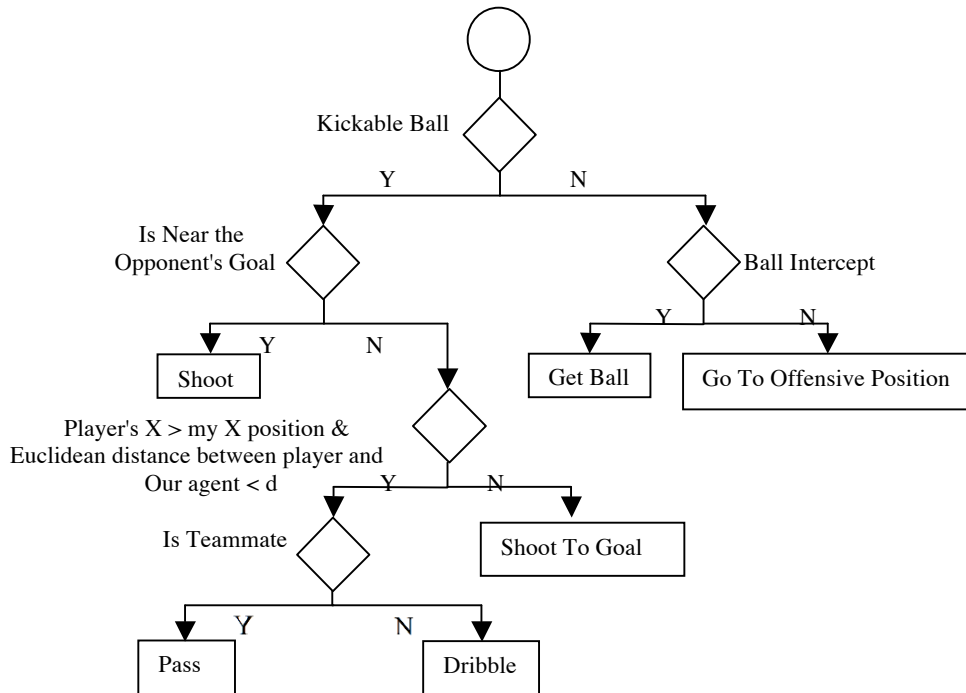 Kickable Ball
Y
N
Is Near the
Opponent's Goal
Ball Intercept
Y
N
Y
N
Shoot
Get Ball
Go To Offensive Position
Player's X > my X position &
Euclidean distance between player and
Our agent < d
Y
N
Is Teammate
Shoot To Goal
Y
N
Pass
Dribble